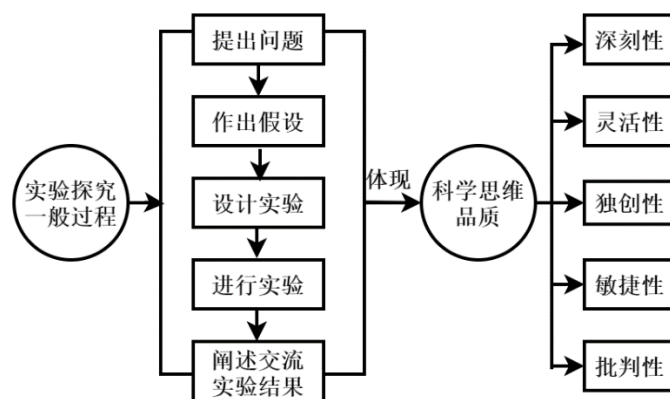 实验探究
一般过程
提出问题
作出假设
设计实验
进行实验
阐述交流
实验结果
体现
科学思维
品质
深刻性
灵活性
独创性
敏捷性
批判性